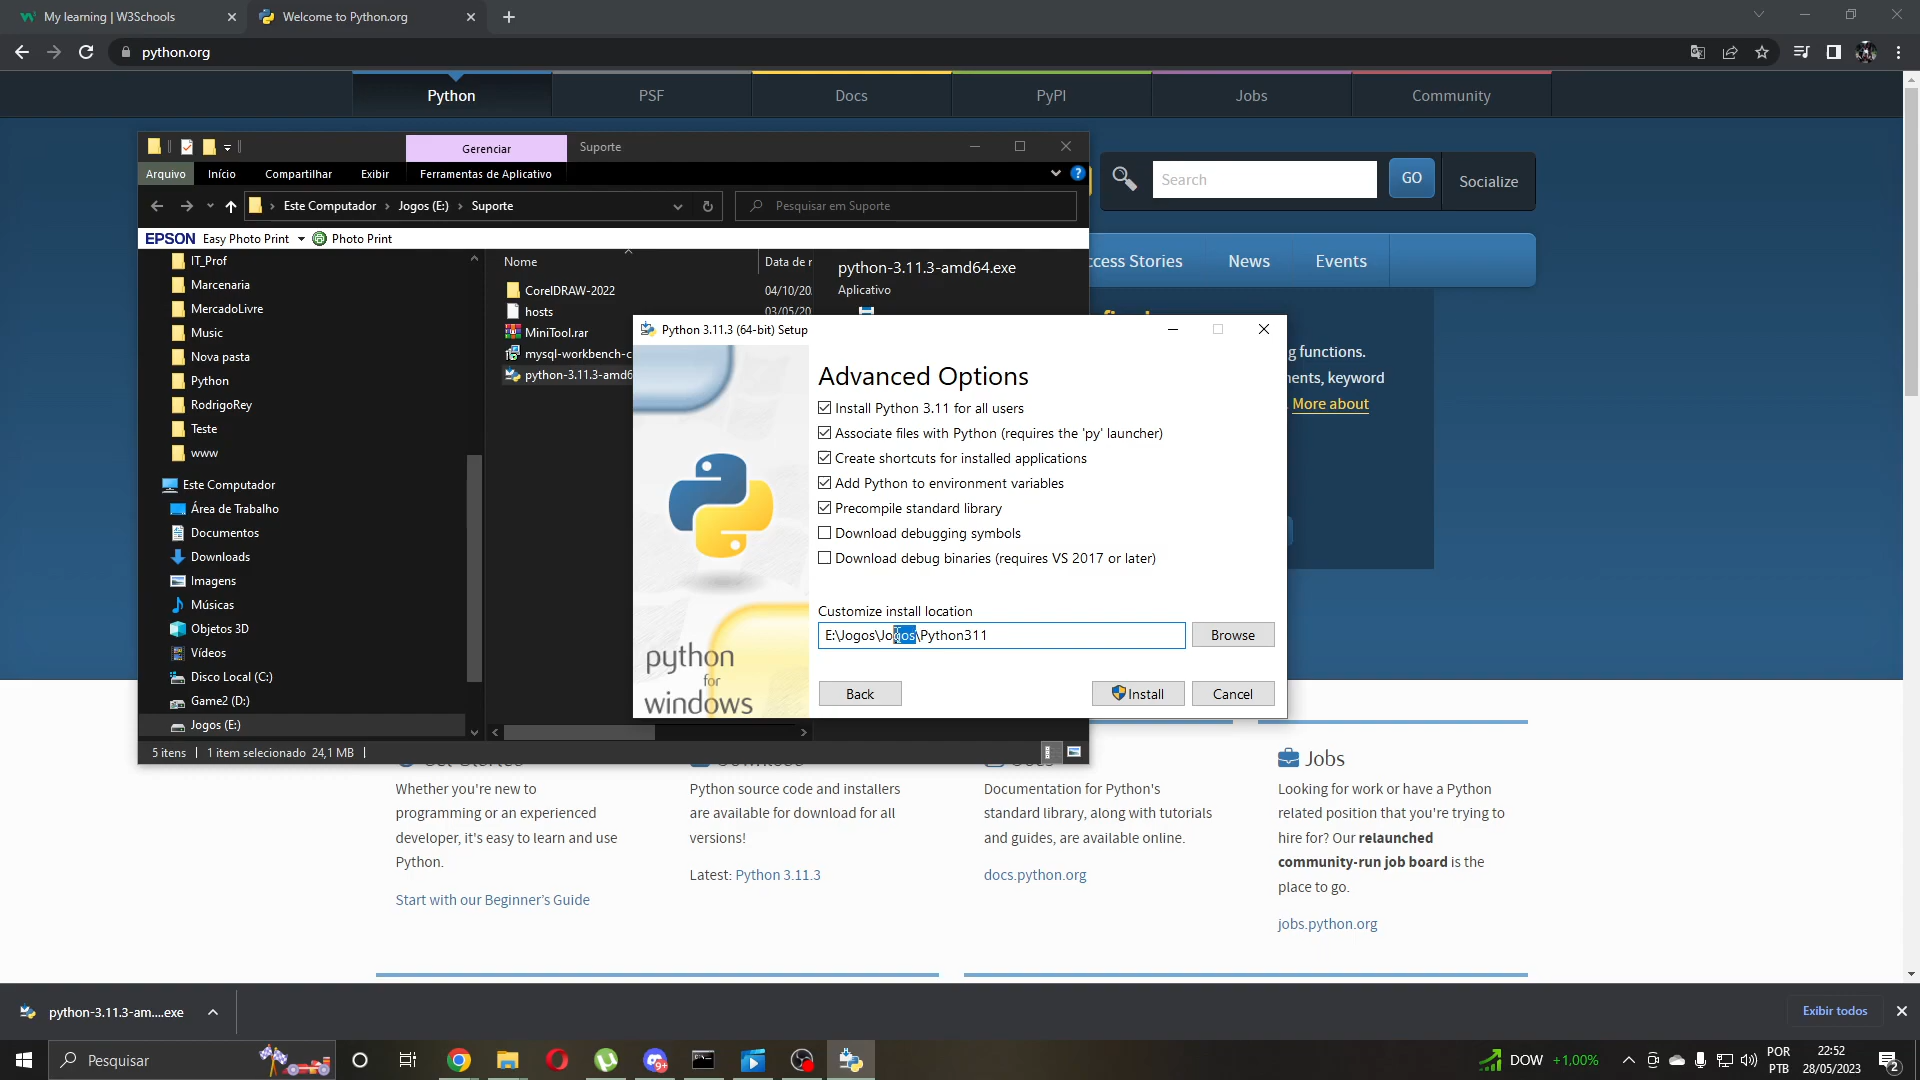 My learning | W3Schools
Welcome to Python.org
python.org
Python
PSF
Docs
PyPI
Jobs
Community
Search
GO
Socialize
News
Events
Gerenciar
Suporte
Arquivo
Início
Compartilhar
Exibir
Ferramentas de Aplicativo
Este Computador
Jogos (E:)
Suporte
Pesquisar em Suporte
EPSON Easy Photo Print
Photo Print
IT_Prof
Marcenaria
MercadoLivre
Music
Nova pasta
Python
RodrigoRey
Teste
www
Este Computador
Área de Trabalho
Documentos
Downloads
Imagens
Músicas
Objetos 3D
Vídeos
Disco Local (C:)
Game2 (D:)
Jogos (E:)
Nome
Data de r
CorelDRAW-2022
04/10/20
hosts
03/05/20
MiniTool.rar
mysql-workbench-c
python-3.11.3-amd6
python-3.11.3-amd64.exe
Aplicativo
5 itens
1 item selecionado 24,1 MB
Python 3.11.3 (64-bit) Setup
Advanced Options
Install Python 3.11 for all users
Associate files with Python (requires the 'py' launcher)
Create shortcuts for installed applications
Add Python to environment variables
Precompile standard library
Download debugging symbols
Download debug binaries (requires VS 2017 or later)
Customize install location
E:\Jogos\Jogos\Python311
Browse
Back
Install
Cancel
python
for
windows
cess Stories
g functions.
nents, keyword
More about
Whether you're new to
programming or an experienced
developer, it's easy to learn and use
Python.
Start with our Beginner's Guide
Python source code and installers
are available for download for all
versions!
Latest: Python 3.11.3
Documentation for Python's
standard library, along with tutorials
and guides, are available online.
docs.python.org
Jobs
Looking for work or have a Python
related position that you're trying to
hire for? Our relaunched
community-run job board is the
place to go.
jobs.python.org
python-3.11.3-am....exe
Exibir todos
Pesquisar
9+
DOW +1,00%
POR
PTB
22:52
28/05/2023
2